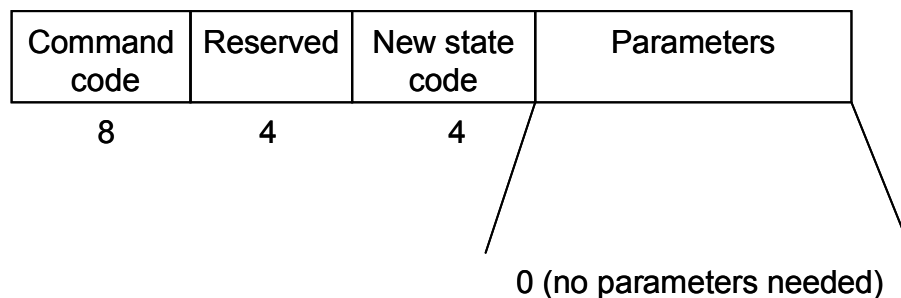 Command Reserved New state Parameters
code code
8 4 4
0 (no parameters needed)